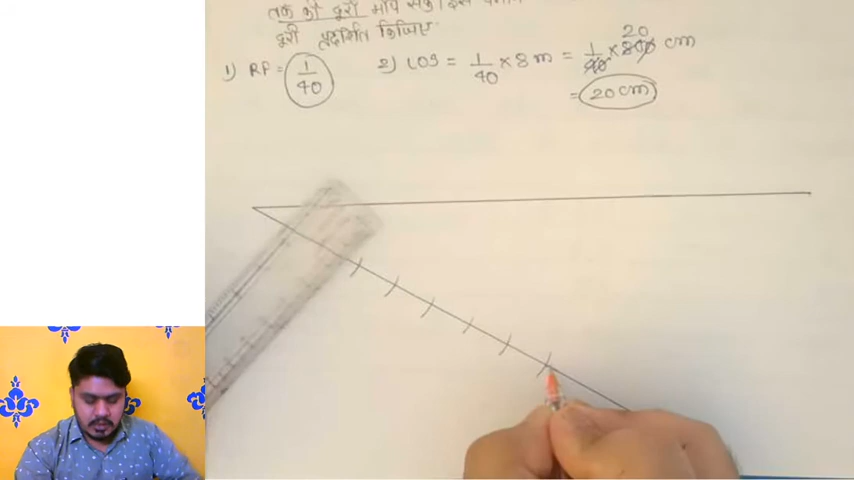 तक की दूरी मापि सके। इस
दूरी प्रदर्शित किजिए
1) RF = 1/40 2) LOS = 1/40 × 8 m = 1/40 × 800 cm 20
= 20 cm